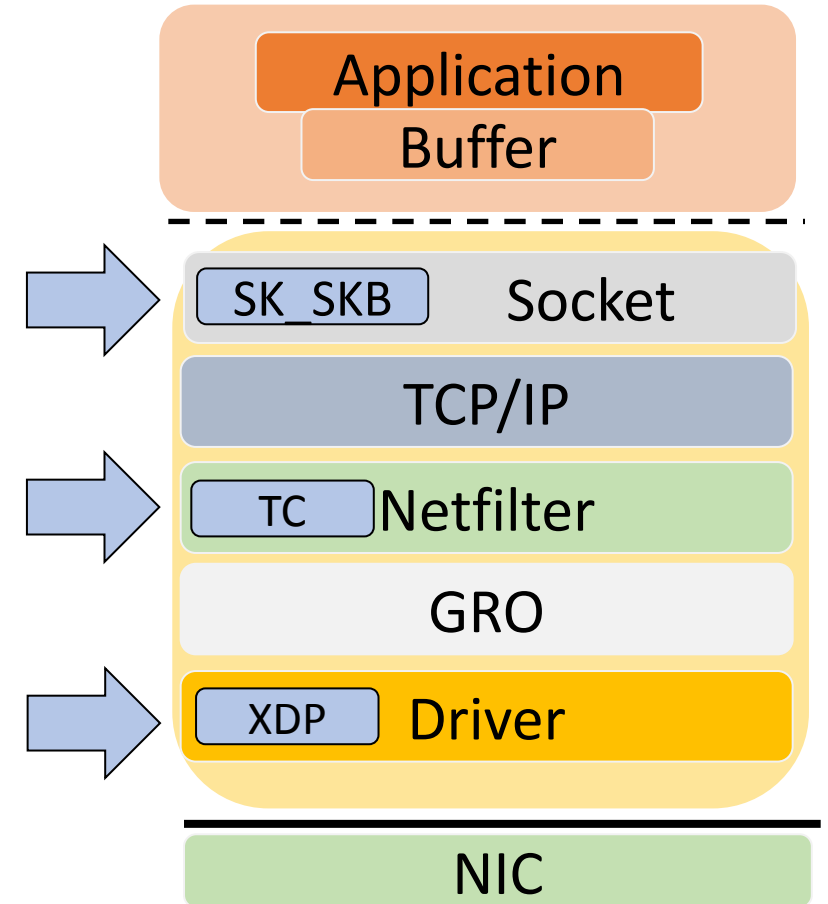 Application
Buffer
SK_SKB Socket
TCP/IP
TC Netfilter
GRO
XDP Driver
NIC